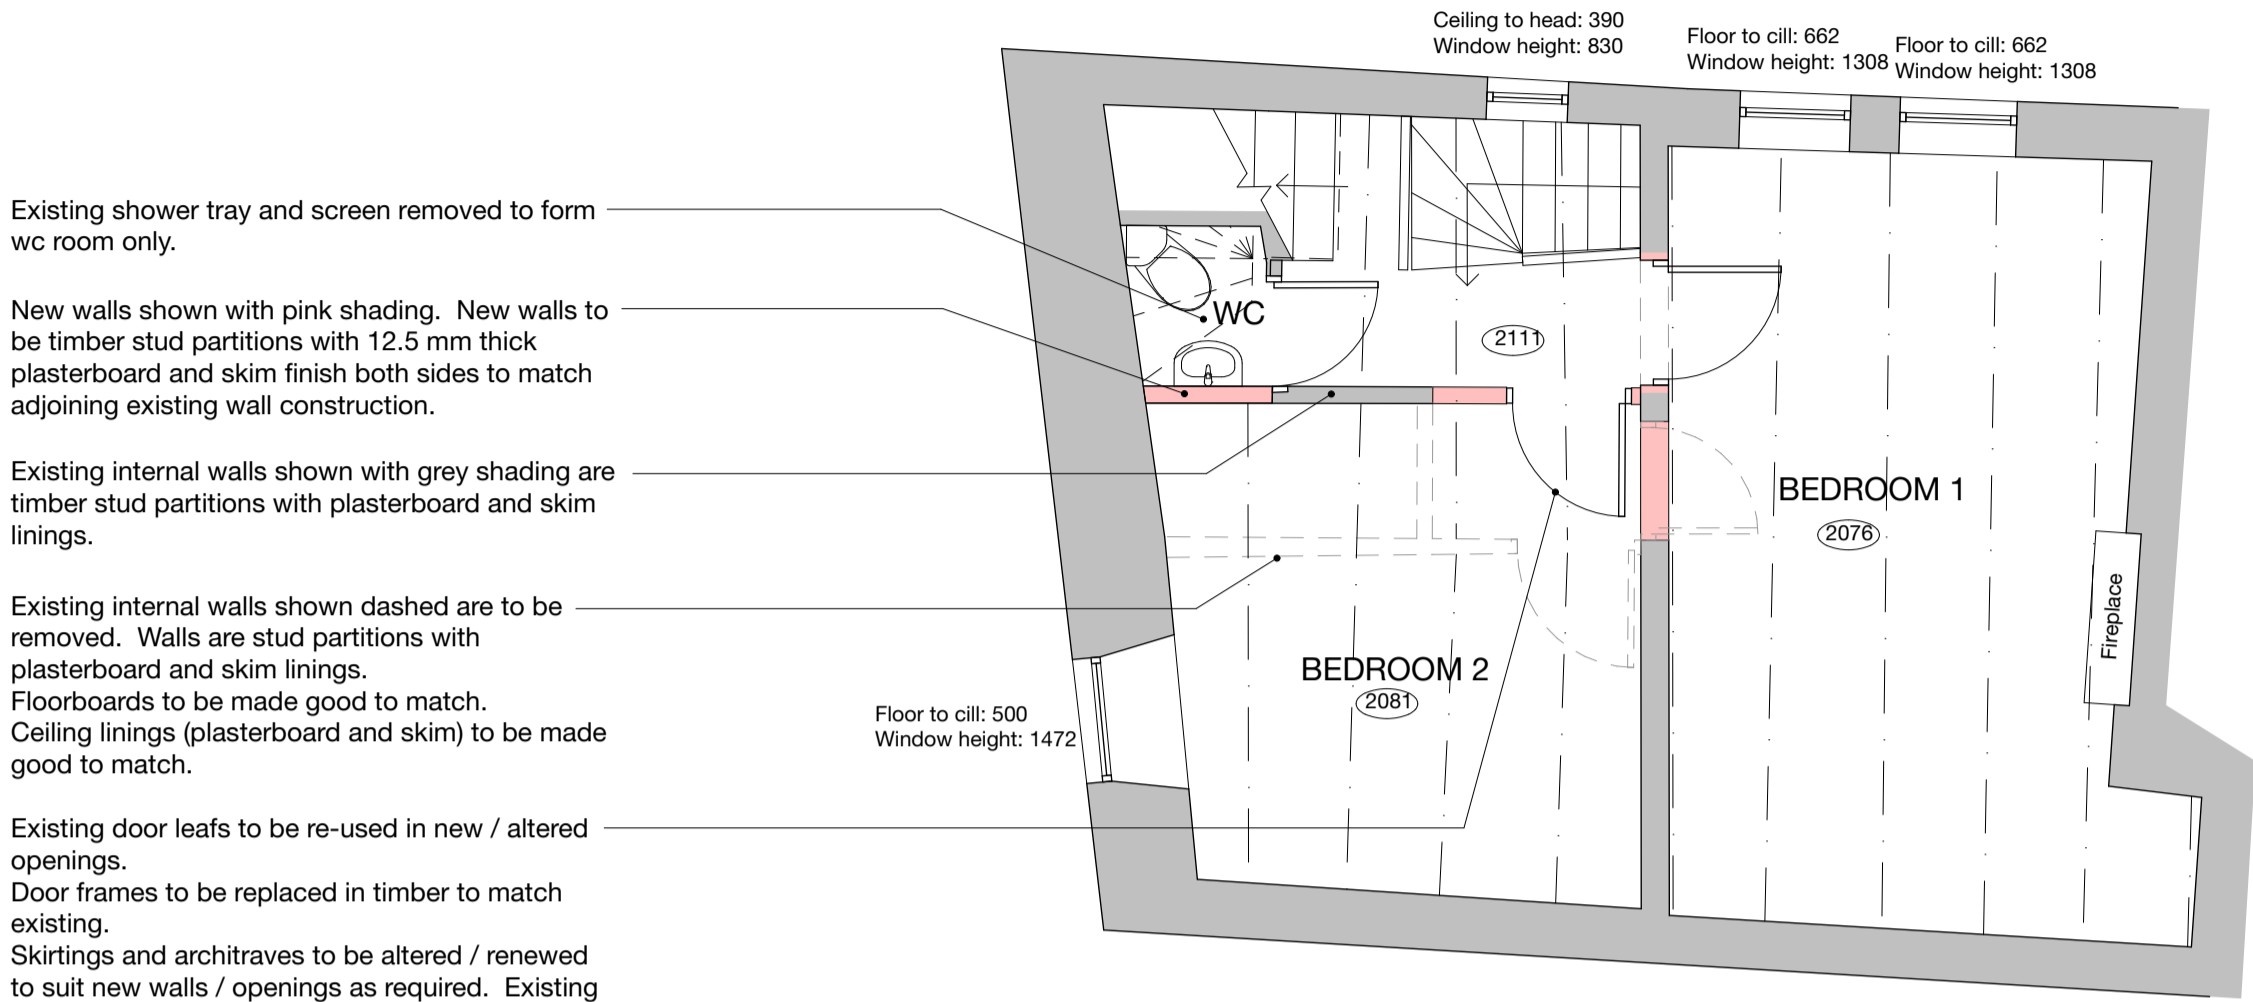 Ceiling to head: 390
Window height: 830
Floor to cill: 662
Window height: 1308
Floor to cill: 662
Window height: 1308
Existing shower tray and screen removed to form
wc room only.
New walls shown with pink shading.  New walls to
be timber stud partitions with 12.5 mm thick
plasterboard and skim finish both sides to match
adjoining existing wall construction.
Existing internal walls shown with grey shading are
timber stud partitions with plasterboard and skim
linings.
Existing internal walls shown dashed are to be
removed.  Walls are stud partitions with
plasterboard and skim linings.
Floorboards to be made good to match.
Ceiling linings (plasterboard and skim) to be made
good to match.
Existing door leafs to be re-used in new / altered
openings.
Door frames to be replaced in timber to match
existing.
Skirtings and architraves to be altered / renewed
to suit new walls / openings as required.  Existing
WC
2111
BEDROOM 1
2076
Fireplace
BEDROOM 2
2081
Floor to cill: 500
Window height: 1472